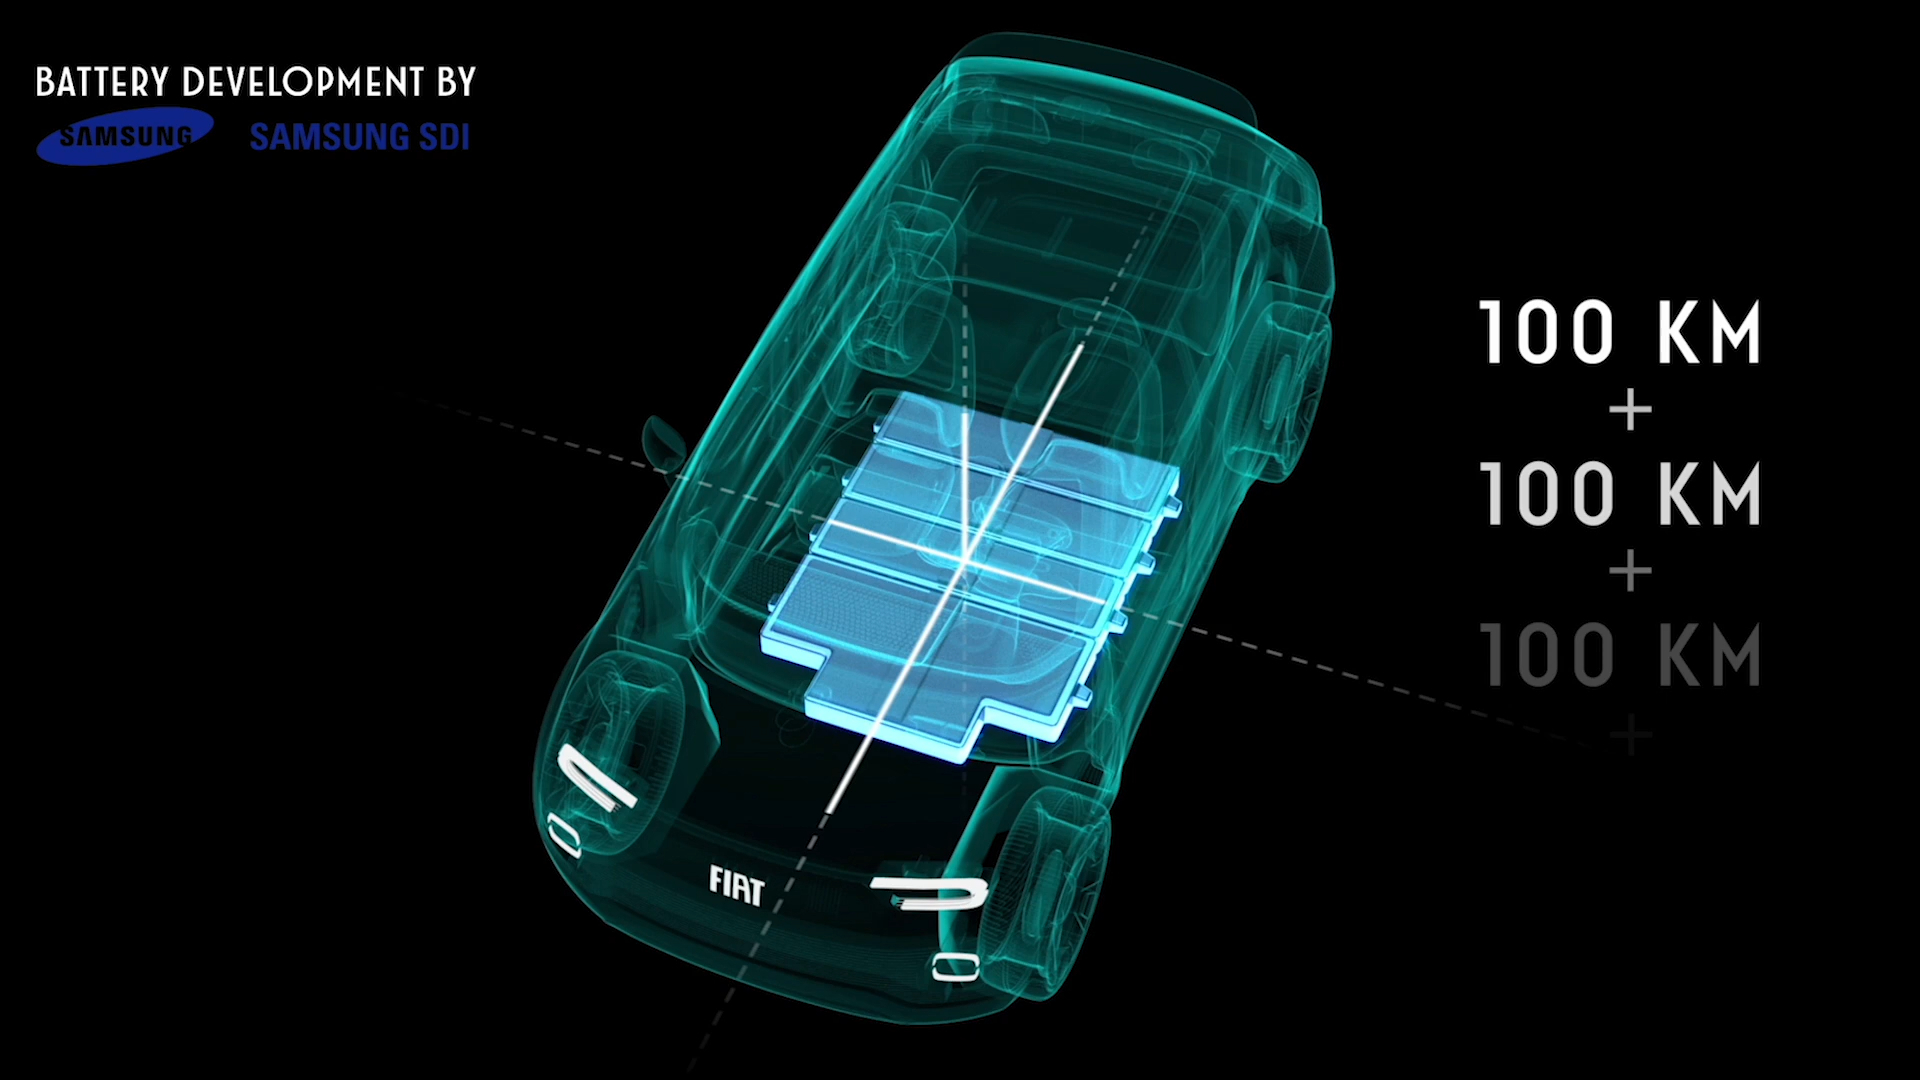 BATTERY DEVELOPMENT BY
SAMSUNG SAMSUNG SDI
100 KM
+
100 KM
+
100 KM
+
FIAT